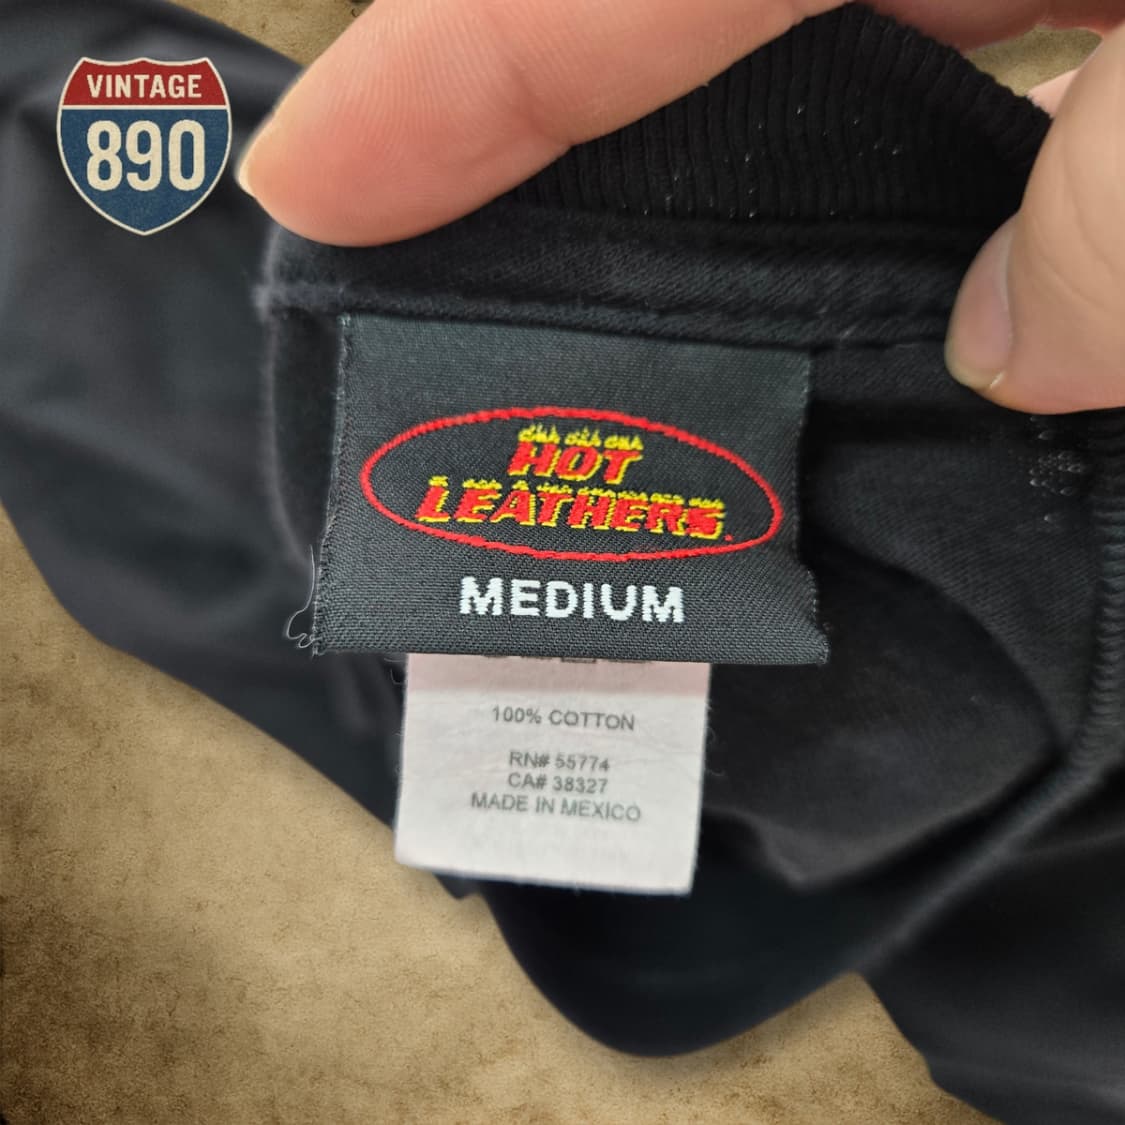 VINTAGE
890
HOT
LEATHERS.
MEDIUM
100% COTTON
RN# 55774
CA# 38327
MADE IN MEXICO